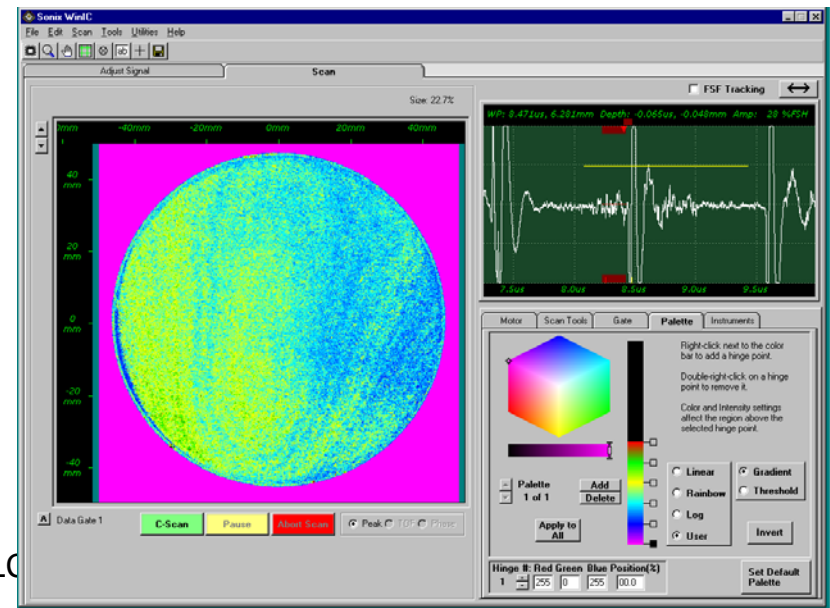 Sonix WinIC
File Edit Scan Tools Utilities Help
ab
Adjust Signal Scan
Size: 22.7%
FSF Tracking
0mm -40mm -20mm 0mm 20mm 40mm
40
mm
20
mm
0
mm
-20
mm
-40
mm
WP: 8.471us, 6.281mm Depth: -0.065us, -0.048mm Amp: 28 %FSH
7.5us 8.0us 8.5us 9.0us 9.5us
Motor Scan Tools Gate Palette Instruments
Right-click next to the color
bar to add a hinge point.
Double-right-click on a hinge
point to remove it.
Color and Intensity settings
affect the region above the
selected hinge point.
Palette
1 of 1
Add
Delete
Apply to
All
Linear
Rainbow
Log
User
Gradient
Threshold
Invert
Hinge #: Red Green Blue Position(%)
1 255 0 255 00.0
Set Default
Palette
A Data Gate 1 C-Scan Pause Abort Scan Peak TOF Phase
LO